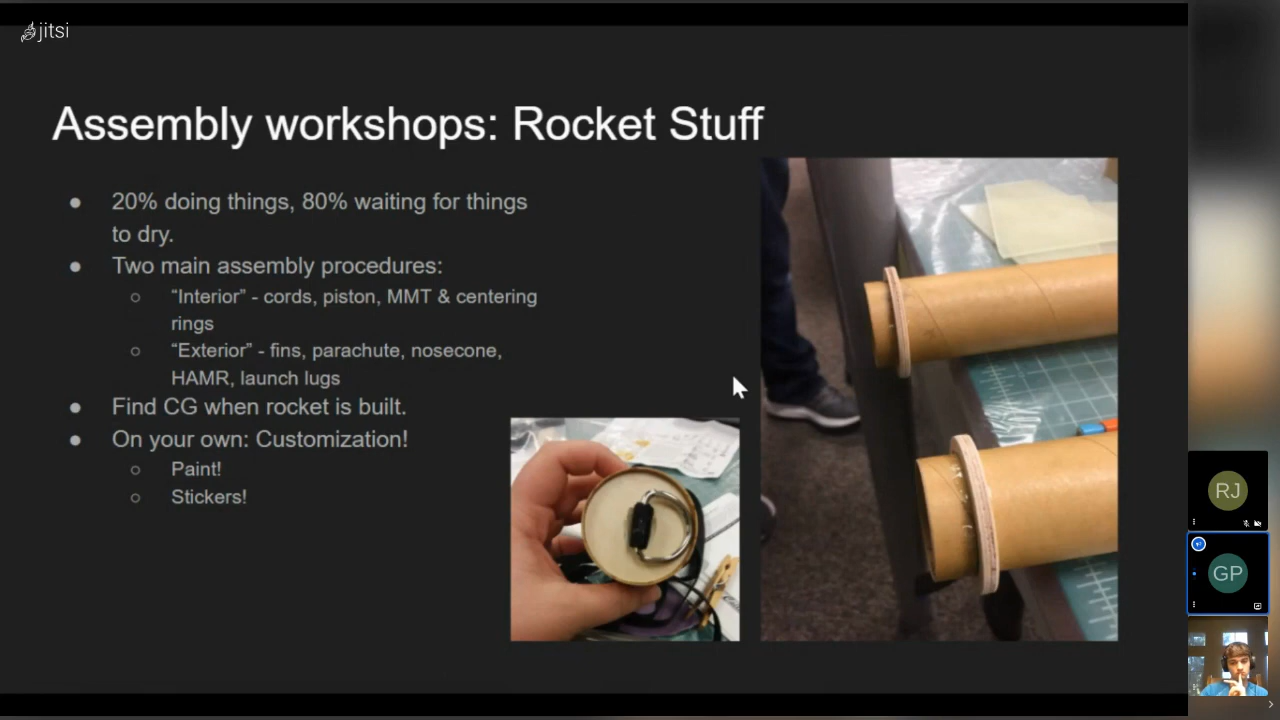 jitsi
Assembly workshops: Rocket Stuff
● 20% doing things, 80% waiting for things
to dry.
● Two main assembly procedures:
○ “Interior” - cords, piston, MMT & centering
rings
○ “Exterior” - fins, parachute, nosecone,
HAMR, launch lugs
● Find CG when rocket is built.
● On your own: Customization!
○ Paint!
○ Stickers!
RJ
GP